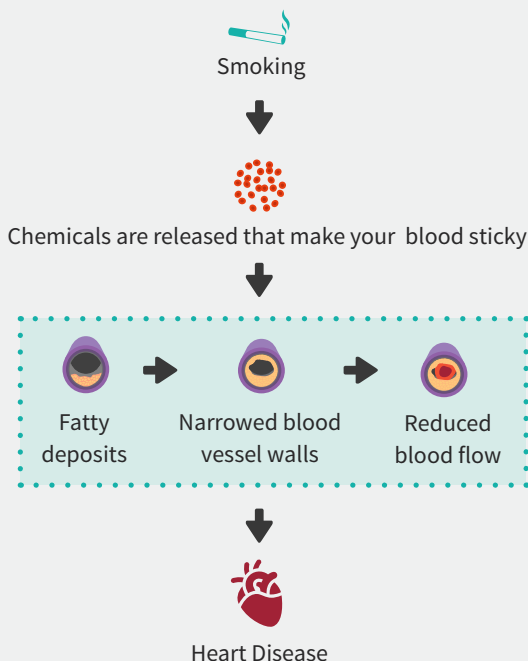 Smoking
Chemicals are released that make your blood sticky
Fatty
deposits
Narrowed blood
vessel walls
Reduced
blood flow
Heart Disease